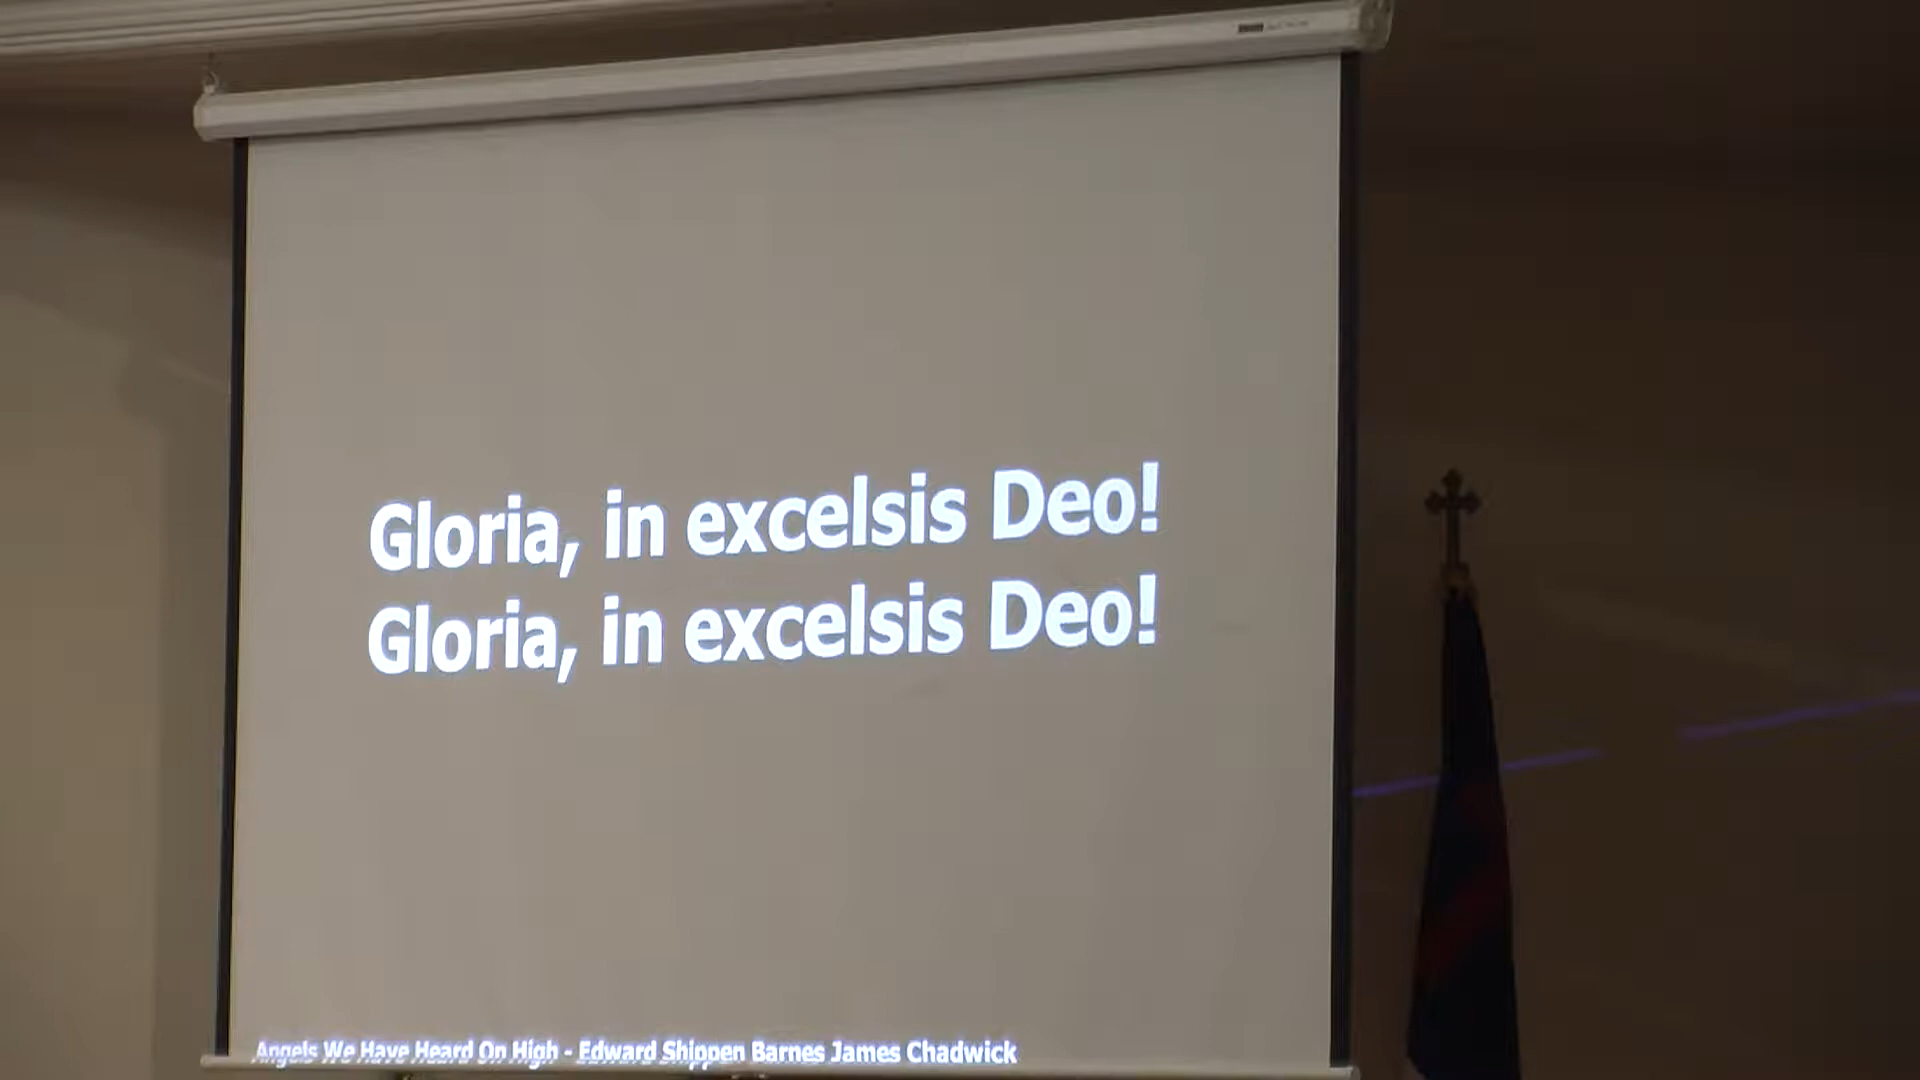 Gloria, in excelsis Deo!
Gloria, in excelsis Deo!
Angels We Have Heard On High - Edward Shippen Barnes James Chadwick